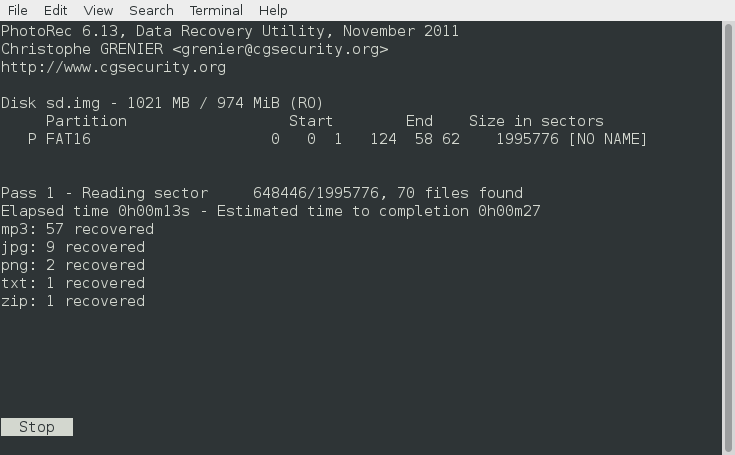 File Edit View Search Terminal Help
PhotoRec 6.13, Data Recovery Utility, November 2011
Christophe GRENIER <grenier@cgsecurity.org>
http://www.cgsecurity.org
Disk sd.img - 1021 MB / 974 MiB (RO)
Partition Start End Size in sectors
P FAT16 0 0 1 124 58 62 1995776 [NO NAME]
Pass 1 - Reading sector 648446/1995776, 70 files found
Elapsed time 0h00m13s - Estimated time to completion 0h00m27
mp3: 57 recovered
jpg: 9 recovered
png: 2 recovered
txt: 1 recovered
zip: 1 recovered
Stop